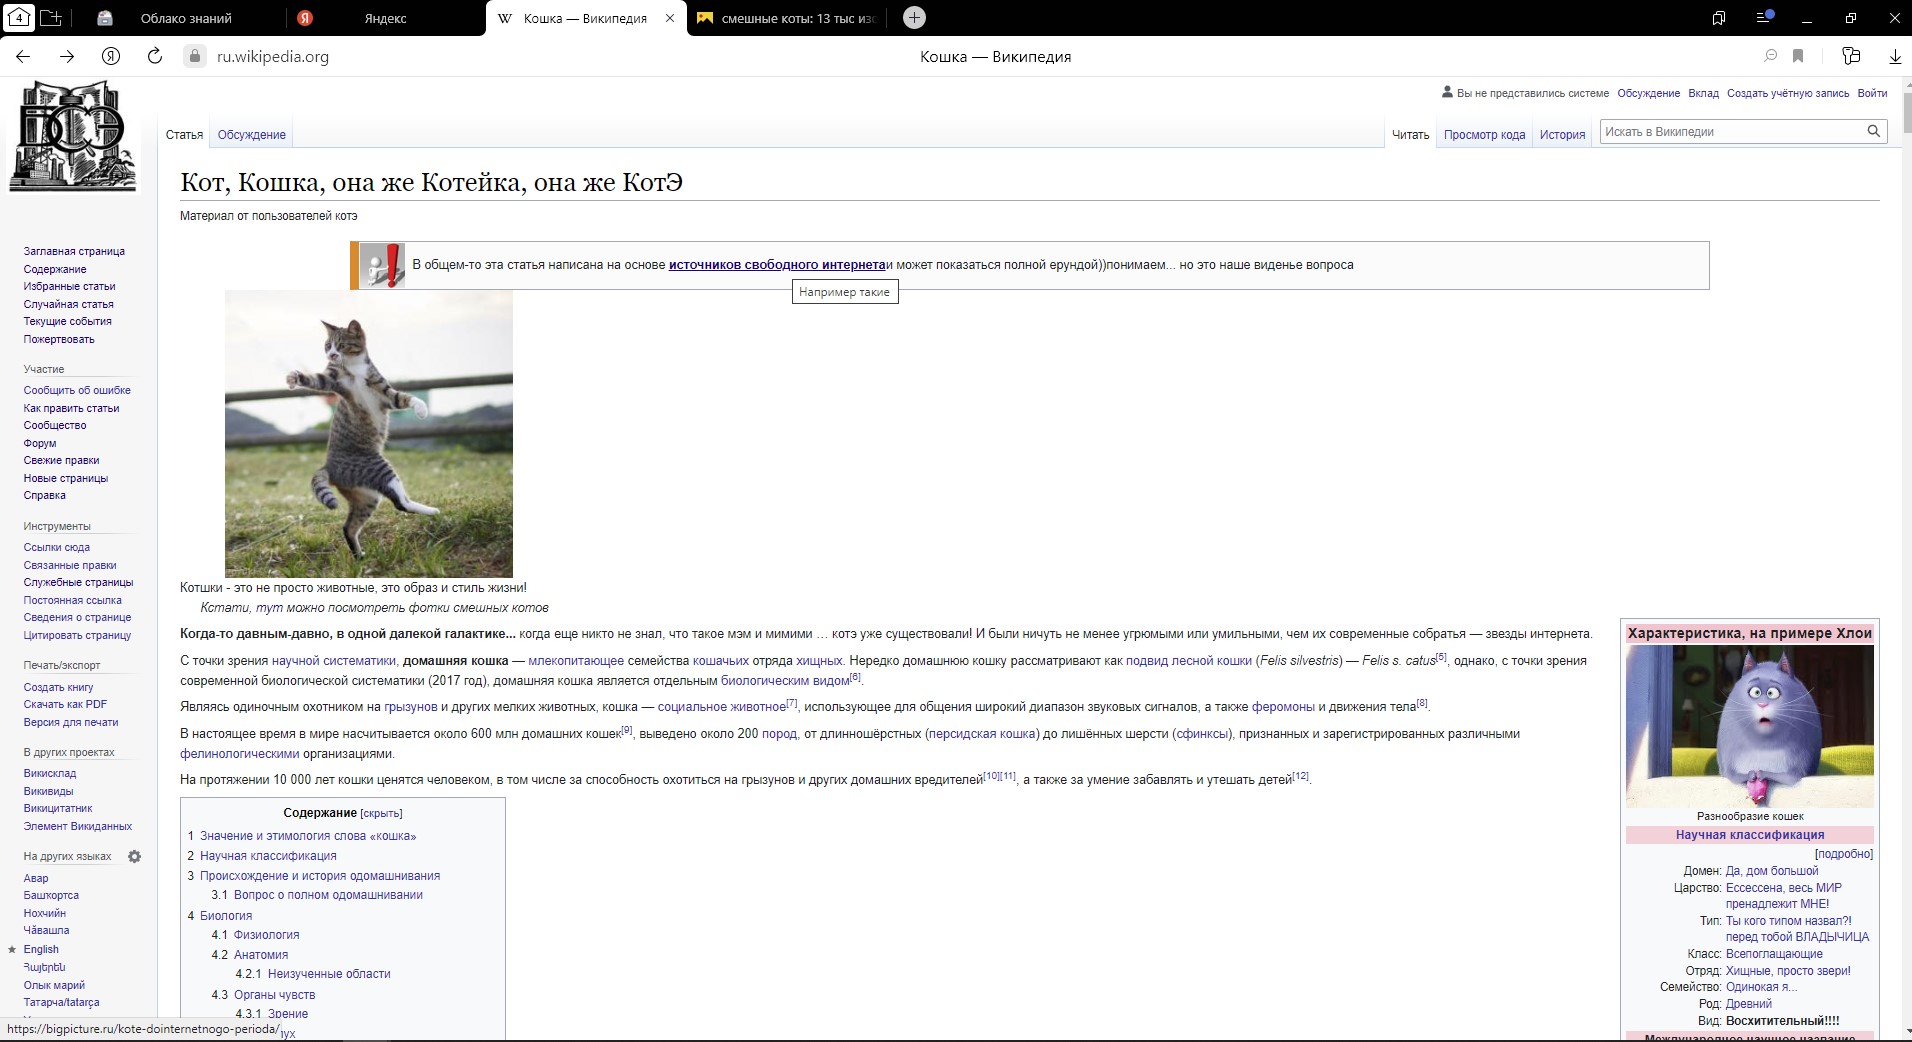 4
Облако знаний
Яндекс
Кошка — Википедия
смешные коты: 13 тыс из
ru.wikipedia.org
Кошка — Википедия
БСЭ
Вы не представились системе Обсуждение Вклад Создать учётную запись Войти
Статья Обсуждение
Читать Просмотр кода История
Искать в Википедии
Кот, Кошка, она же Котейка, она же КотЭ
Материал от пользователей котэ
В общем-то эта статья написана на основе источников свободного интернетаи может показаться полной ерундой))понимаем... но это наше виденье вопроса
Например такие
Котшки - это не просто животные, это образ и стиль жизни!
Кстати, тут можно посмотреть фотки смешных котов
Когда-то давным-давно, в одной далекой галактике... когда еще никто не знал, что такое мэм и мимими … котэ уже существовали! И были ничуть не менее угрюмыми или умильными, чем их современные собратья — звезды интернета.
С точки зрения научной систематики, домашняя кошка — млекопитающее семейства кошачьих отряда хищных. Нередко домашнюю кошку рассматривают как подвид лесной кошки (Felis silvestris) — Felis s. catus[5], однако, с точки зрения
современной биологической систематики (2017 год), домашняя кошка является отдельным биологическим видом[6].
Являясь одиночным охотником на грызунов и других мелких животных, кошка — социальное животное[7], использующее для общения широкий диапазон звуковых сигналов, а также феромоны и движения тела[8].
В настоящее время в мире насчитывается около 600 млн домашних кошек[9], выведено около 200 пород, от длинношёрстных (персидская кошка) до лишённых шерсти (сфинксы), признанных и зарегистрированных различными
фелинологическими организациями.
На протяжении 10 000 лет кошки ценятся человеком, в том числе за способность охотиться на грызунов и других домашних вредителей[10][11], а также за умение забавлять и утешать детей[12].
Содержание [скрыть]
1 Значение и этимология слова «кошка»
2 Научная классификация
3 Происхождение и история одомашнивания
3.1 Вопрос о полном одомашнивании
4 Биология
4.1 Физиология
4.2 Анатомия
4.2.1 Неизученные области
4.3 Органы чувств
4.3.1 Зрение
Характеристика, на примере Хлои
Разнообразие кошек
Научная классификация
[подробно]
Домен: Да, дом большой
Царство: Ессессена, весь МИР
пренадлежит МНЕ!
Тип: Ты кого типом назвал?!
перед тобой ВЛАДЫЧИЦА
Класс: Всепоглащающие
Отряд: Хищные, просто звери!
Семейство: Одинокая я...
Род: Древний
Вид: Восхитительный!!!!
Международное научное название
Заглавная страница
Содержание
Избранные статьи
Случайная статья
Текущие события
Пожертвовать
Участие
Сообщить об ошибке
Как править статьи
Сообщество
Форум
Свежие правки
Новые страницы
Справка
Инструменты
Ссылки сюда
Связанные правки
Служебные страницы
Постоянная ссылка
Сведения о странице
Цитировать страницу
Печать/экспорт
Создать книгу
Скачать как PDF
Версия для печати
В других проектах
Викисклад
Викивиды
Викицитатник
Элемент Викиданных
На других языках
Авар
Башҡортса
Нохчийн
Чӑвашла
English
Հայերեն
Олык марий
Татарча/tatarça
https://bigpicture.ru/kote-dointernetnogo-perioda/